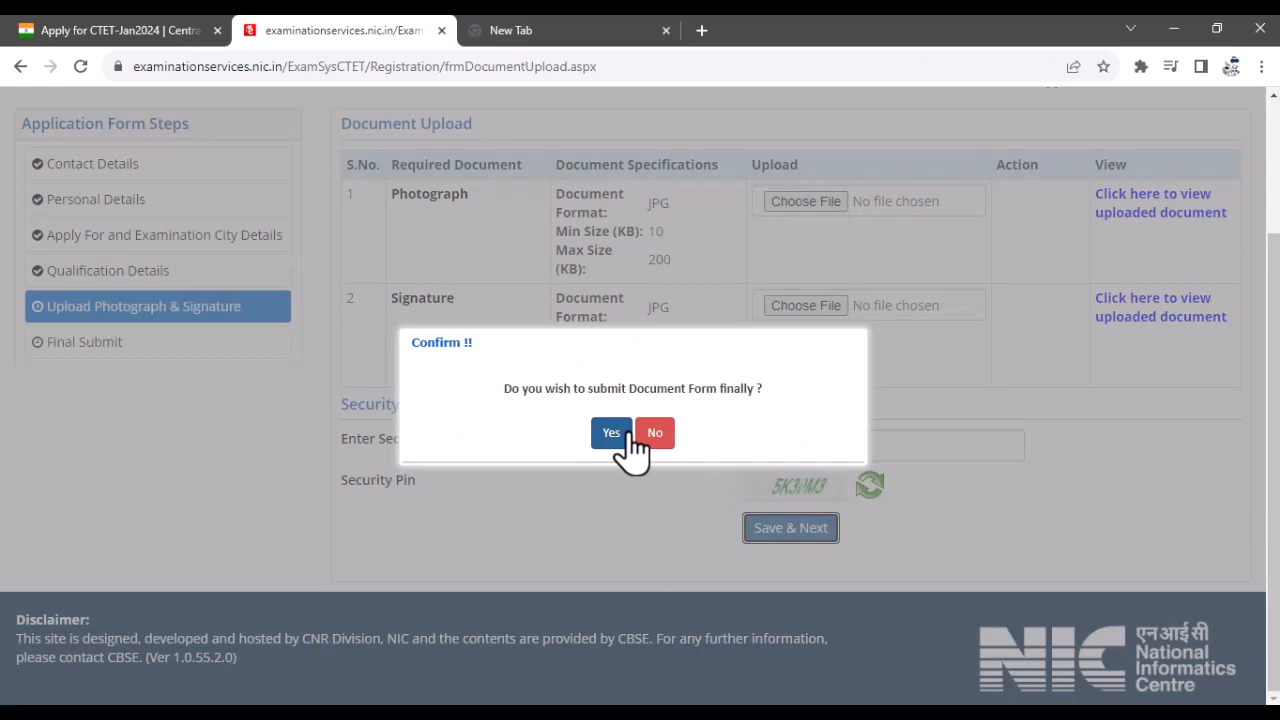 Apply for CTET-Jan2024 | Centra
examinationservices.nic.in/Exam
New Tab
examinationservices.nic.in/ExamSysCTET/Registration/frmDocumentUpload.aspx
Application Form Steps
Contact Details
Personal Details
Apply For and Examination City Details
Qualification Details
Upload Photograph & Signature
Final Submit
Document Upload
S.No. Required Document Document Specifications Upload Action View
1 Photograph Document Format: JPG Choose File No file chosen Click here to view uploaded document
Min Size (KB): 10
Max Size (KB): 200
2 Signature Document Format: JPG Choose File No file chosen Click here to view uploaded document
Confirm !!
Do you wish to submit Document Form finally ?
Yes No
Security
Enter Sec
Security Pin
Save & Next
Disclaimer:
This site is designed, developed and hosted by CNR Division, NIC and the contents are provided by CBSE. For any further information,
please contact CBSE. (Ver 1.0.55.2.0)
NIC
एनआईसी
National
Informatics
Centre